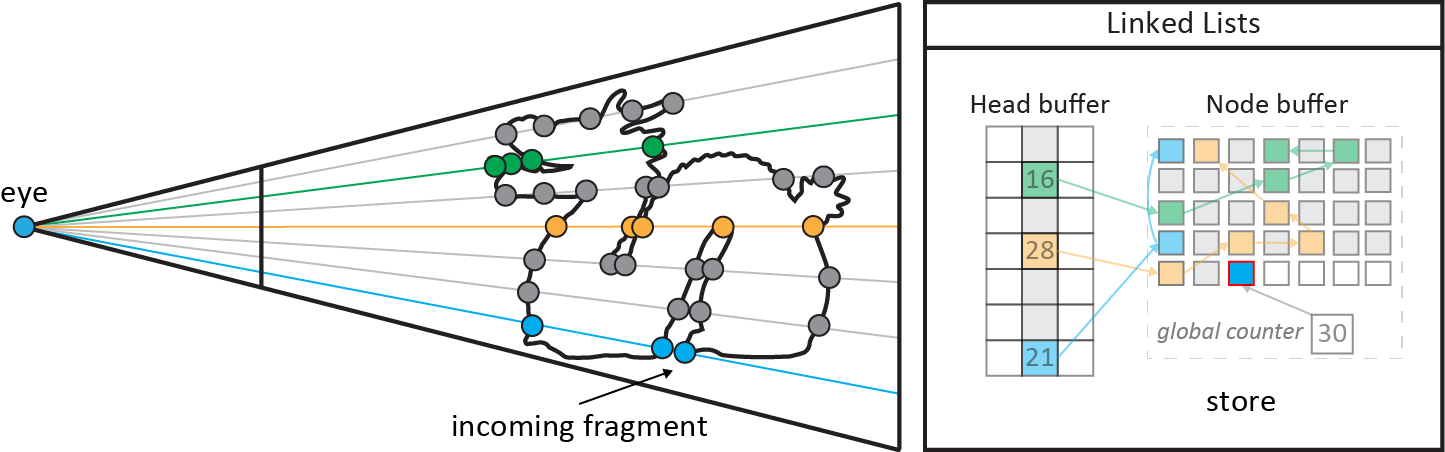 eye
incoming fragment
Linked Lists
Head buffer
Node buffer
16
28
21
global counter 30
store